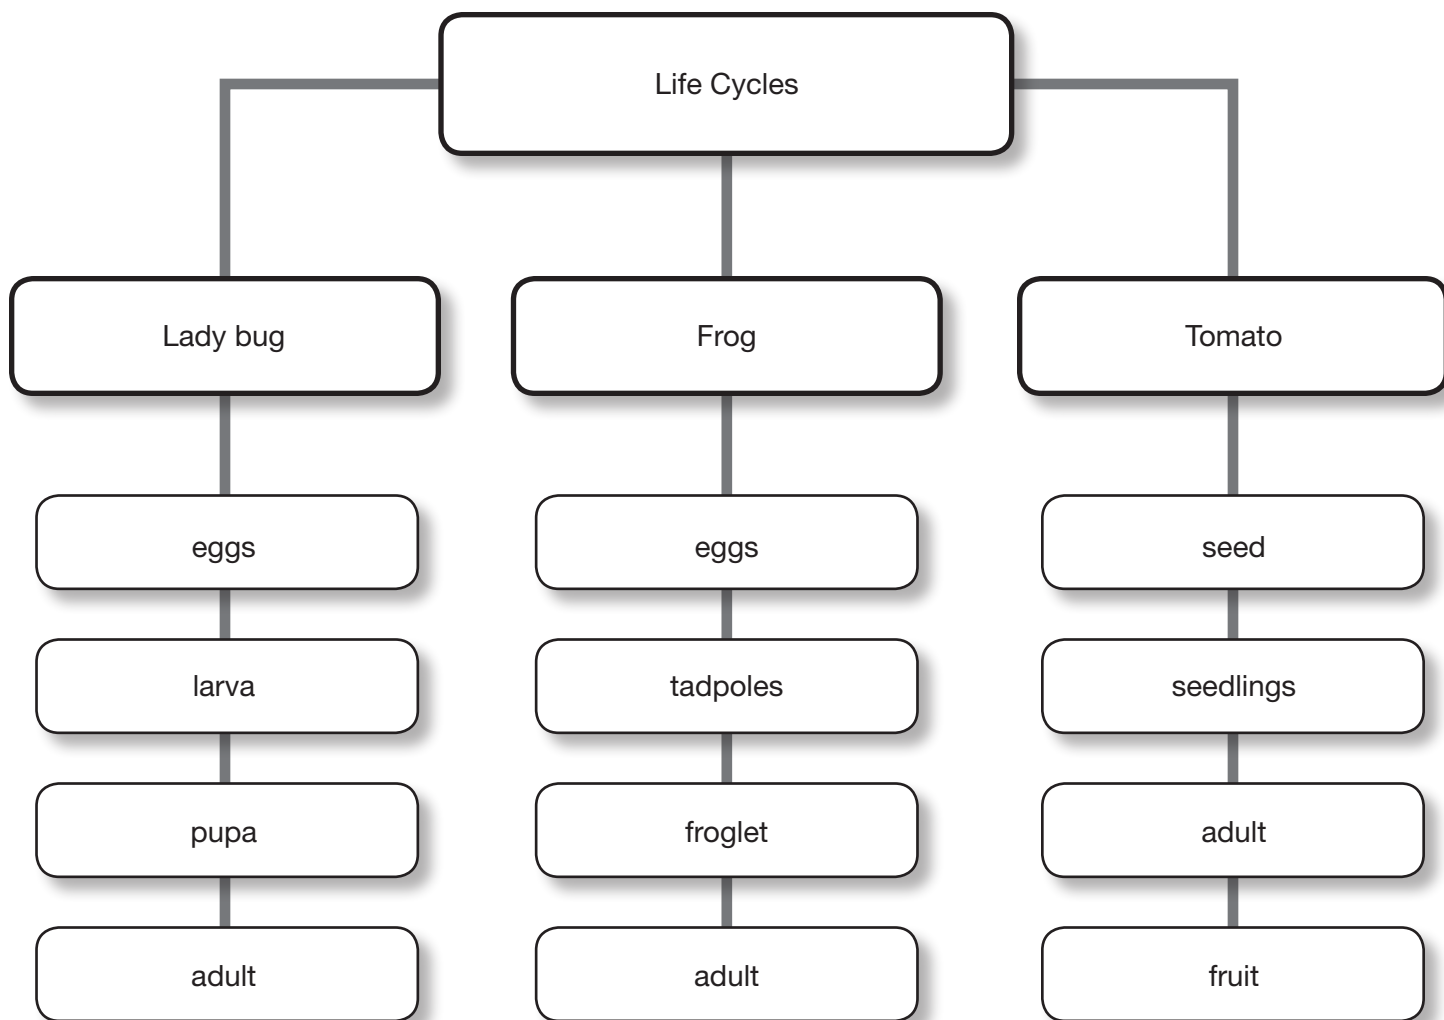 Life Cycles
Lady bug
Frog
Tomato
eggs
eggs
seed
larva
tadpoles
seedlings
pupa
froglet
adult
adult
adult
fruit